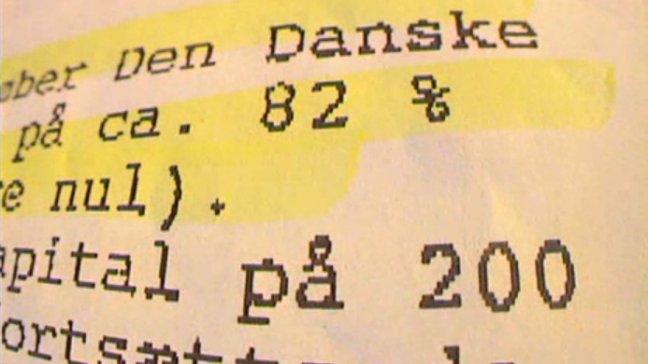 Den Danske
på ca. 82 %
nul).
på 200